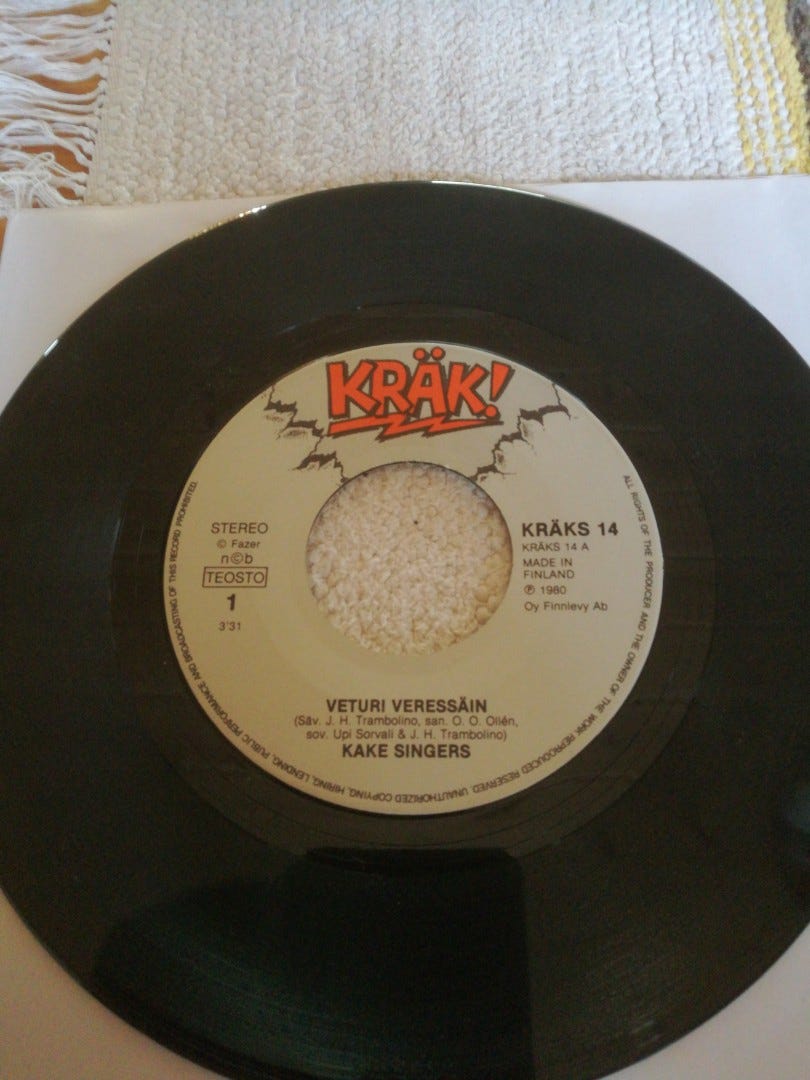 KRÄK!
STEREO
© Fazer
n©b
TEOSTO
1
3'31
KRÄKS 14
KRÄKS 14 A
MADE IN
FINLAND
℗ 1980
Oy Finnlevy Ab
VETURI VERESSÄIN
(Säv. J. H. Trambolino, san. O. O. Ollén,
sov. Upi Sorvali & J. H. Trambolino)
KAKE SINGERS
ALL RIGHTS OF THE PRODUCER AND THE OWNER OF THE WORK REPRODUCED RESERVED. UNAUTHORIZED COPYING, HIRING, LENDING, PUBLIC PERFORMANCE AND BROADCASTING OF THIS RECORD PROHIBITED.